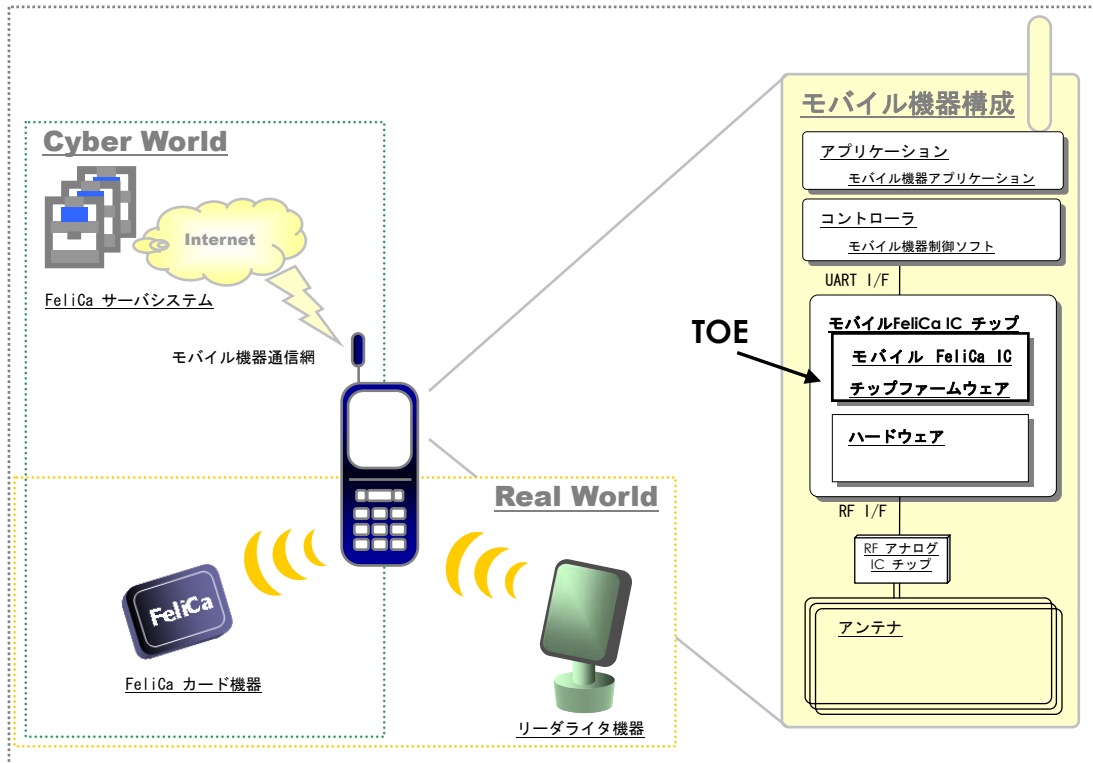 Cyber World
Internet
FeliCa サーバシステム
モバイル機器通信網
Real World
FeliCa
FeliCa カード機器
リーダライタ機器
モバイル機器構成
アプリケーション
モバイル機器アプリケーション
コントローラ
モバイル機器制御ソフト
UART I/F
TOE
モバイルFeliCa IC チップ
モバイル FeliCa IC
チップファームウェア
ハードウェア
RF I/F
RF アナログ
IC チップ
アンテナ